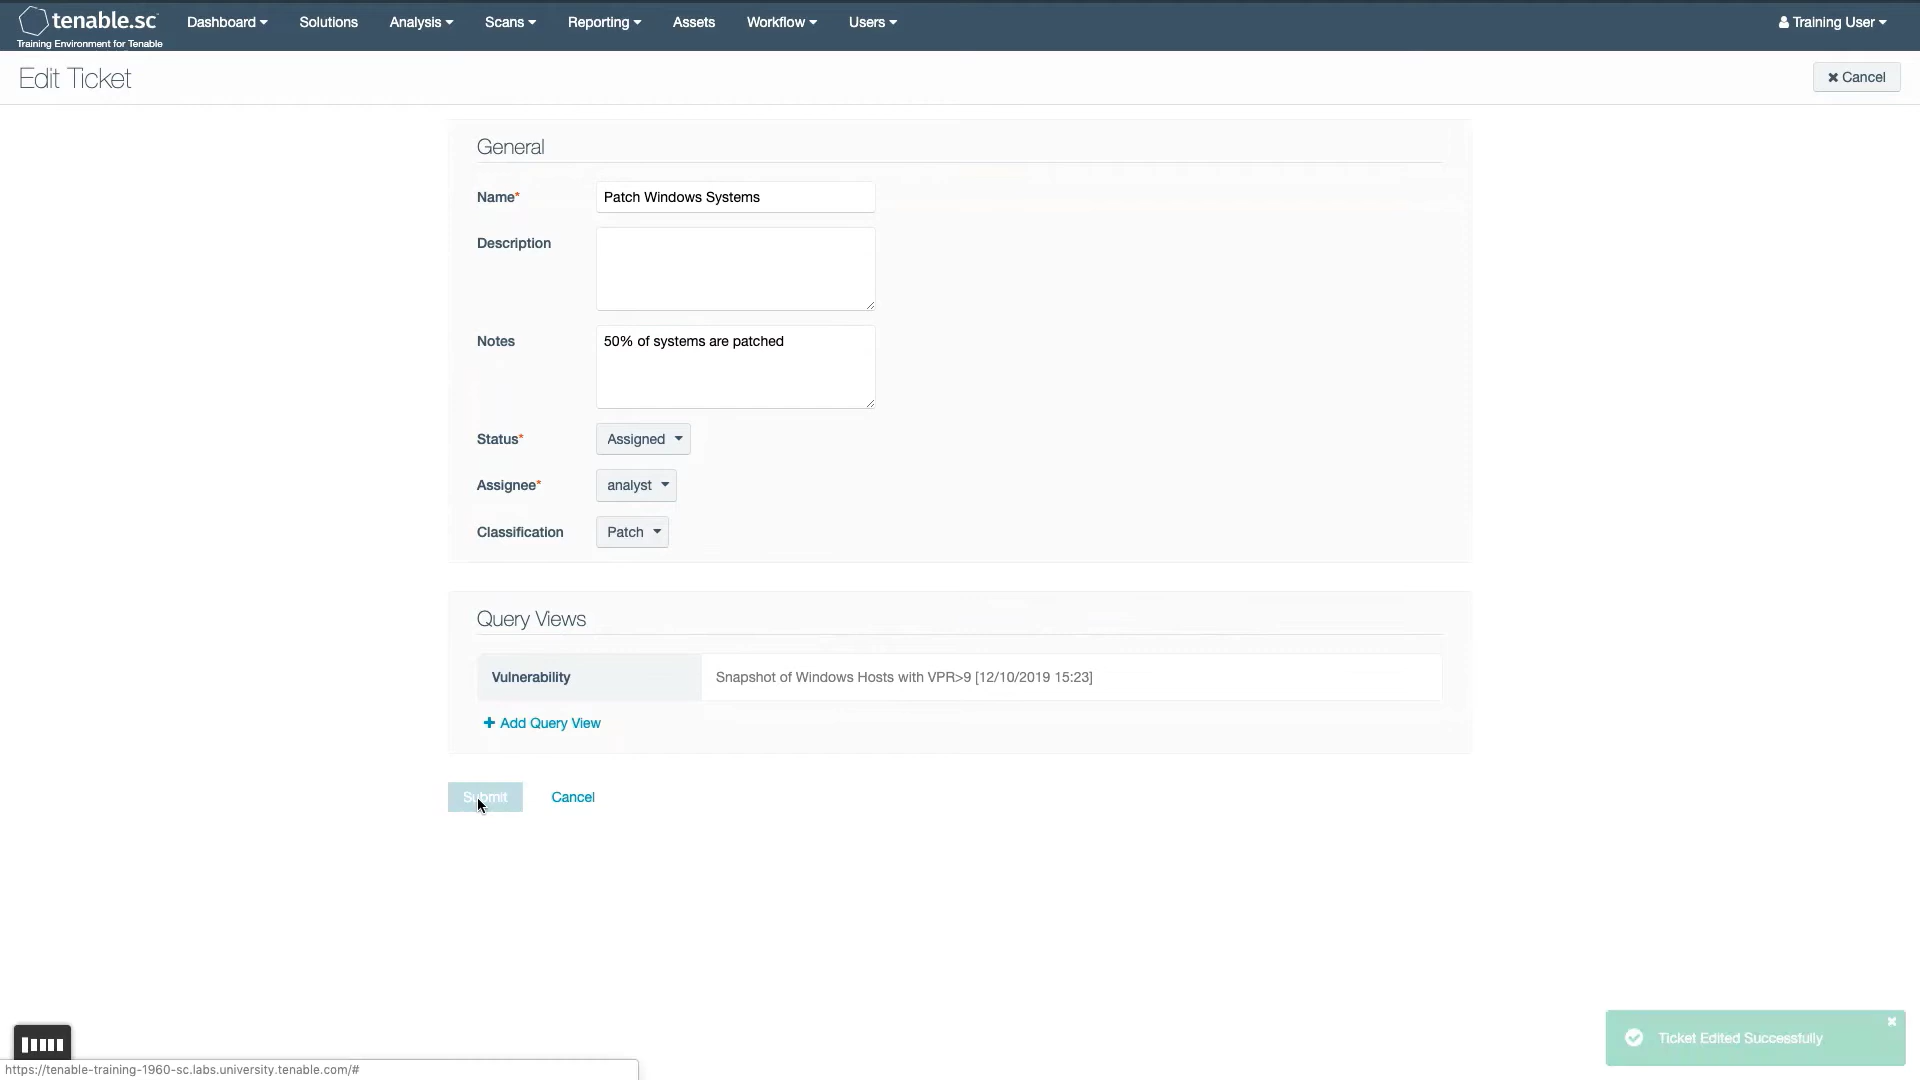 tenable.sc
Training Environment for Tenable
Dashboard Solutions Analysis Scans Reporting Assets Workflow Users Training User
Edit Ticket
Cancel
General
Name* Patch Windows Systems
Description
Notes 50% of systems are patched
Status* Assigned
Assignee* analyst
Classification Patch
Query Views
Vulnerability Snapshot of Windows Hosts with VPR>9 [12/10/2019 15:23]
+ Add Query View
Submit Cancel
Ticket Edited Successfully
https://tenable-training-1960-sc.labs.university.tenable.com/#